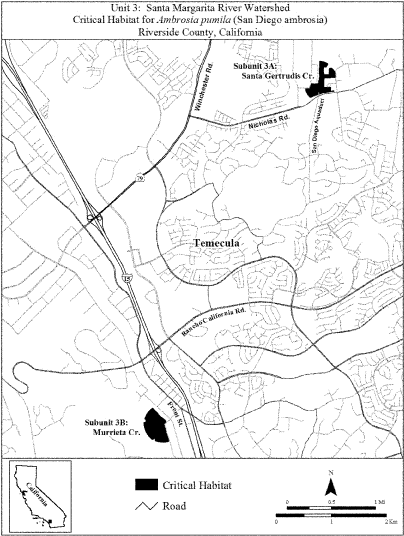 Unit 3: Santa Margarita River Watershed
Critical Habitat for Ambrosia pumila (San Diego ambrosia)
Riverside County, California
Subunit 3A:
Santa Gertrudis Cr.
Winchester Rd.
Nicholas Rd.
San Diego Aqueduct
79
Temecula
15
Rancho California Rd.
Front St.
Subunit 3B:
Murrieta Cr.
California
Critical Habitat
Road
N
0 0.5 1 Mi
0 1 2 Km